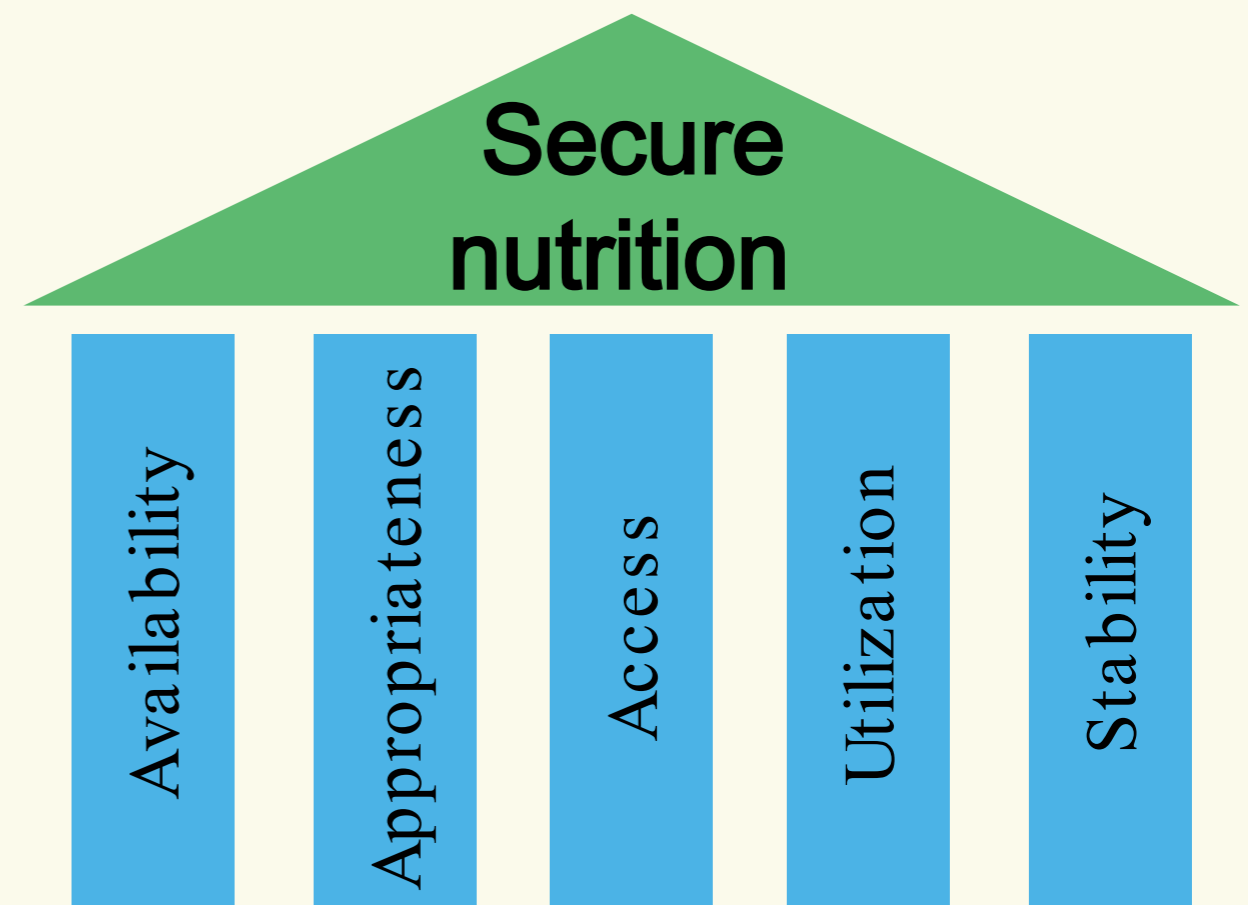 Secure
nutrition
Availability
Appropriateness
Access
Utilization
Stability